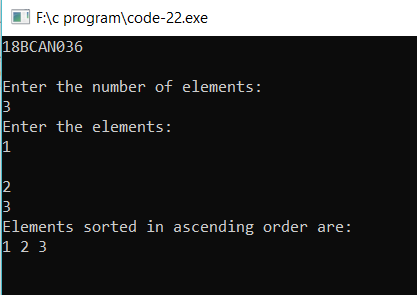 F:\c program\code-22.exe
18BCAN036
Enter the number of elements:
3
Enter the elements:
1
2
3
Elements sorted in ascending order are:
1 2 3